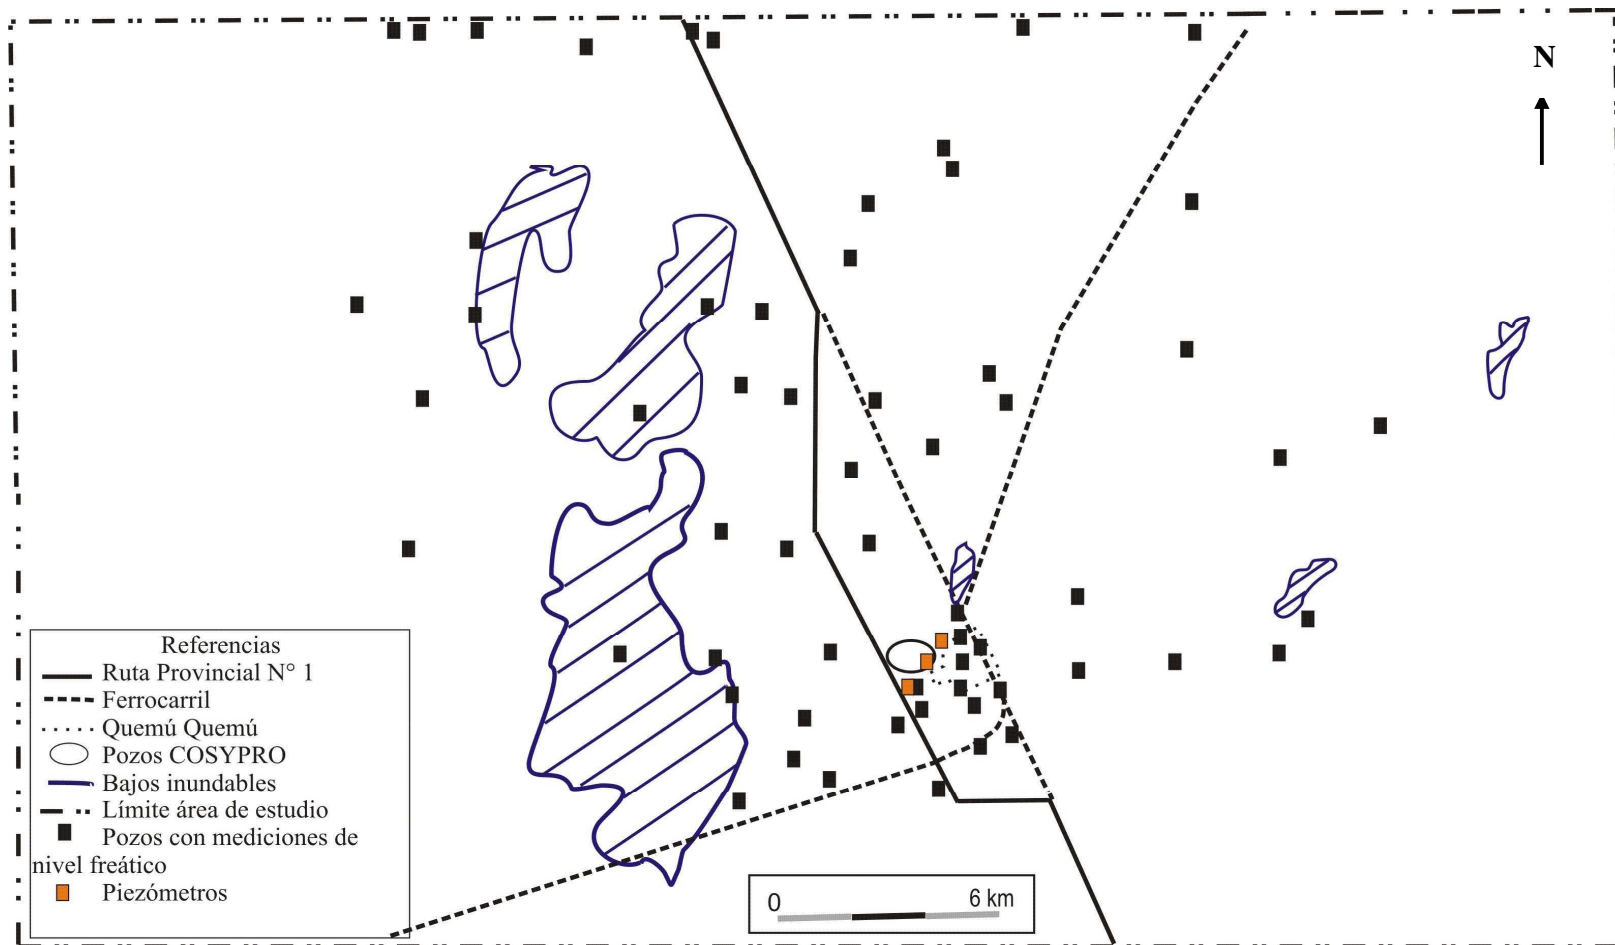 N
Referencias
Ruta Provincial N° 1
Ferrocarril
Quemú Quemú
Pozos COSYPRO
Bajos inundables
Límite área de estudio
Pozos con mediciones de
nivel freático
Piezómetros
0 6 km